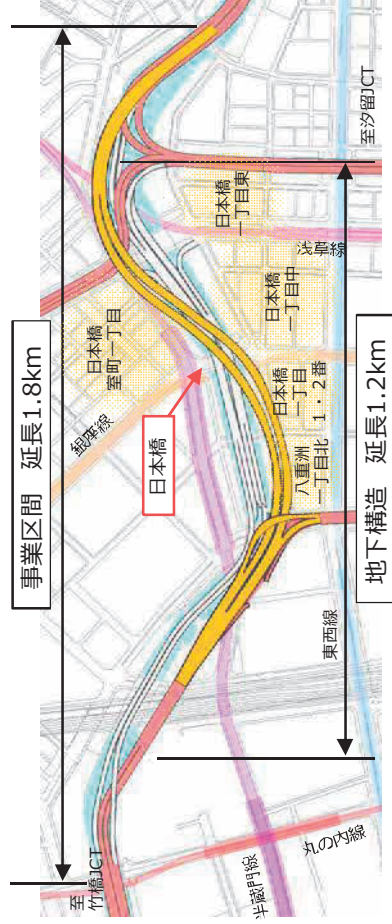 事業区間　延長1.8km
至
竹橋JCT
銀座線
日本橋
室町一丁目
日本橋
日本橋
一丁目東
浅草線
至汐留JCT
日本橋
一丁目中
日本橋
一丁目
1・2番
八重洲
一丁目北
東西線
丸の内線
半蔵門線
地下構造　延長1.2km